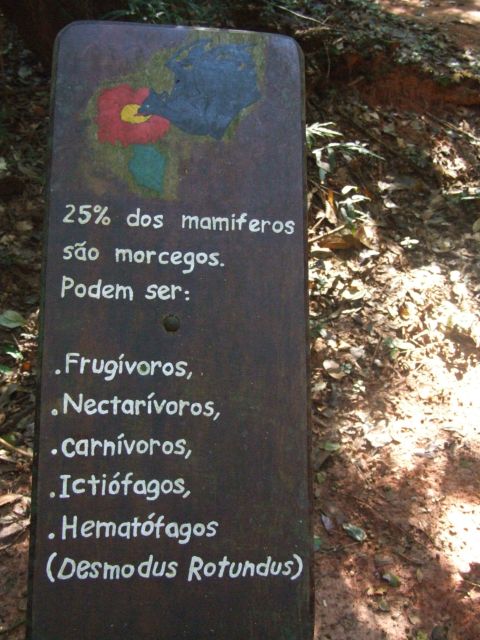 25% dos mamiferos
são morcegos.
Podem ser:
.Frugívoros,
.Nectarívoros,
.carnívoros,
.Ictiófagos,
.Hematófagos
(Desmodus Rotundus)